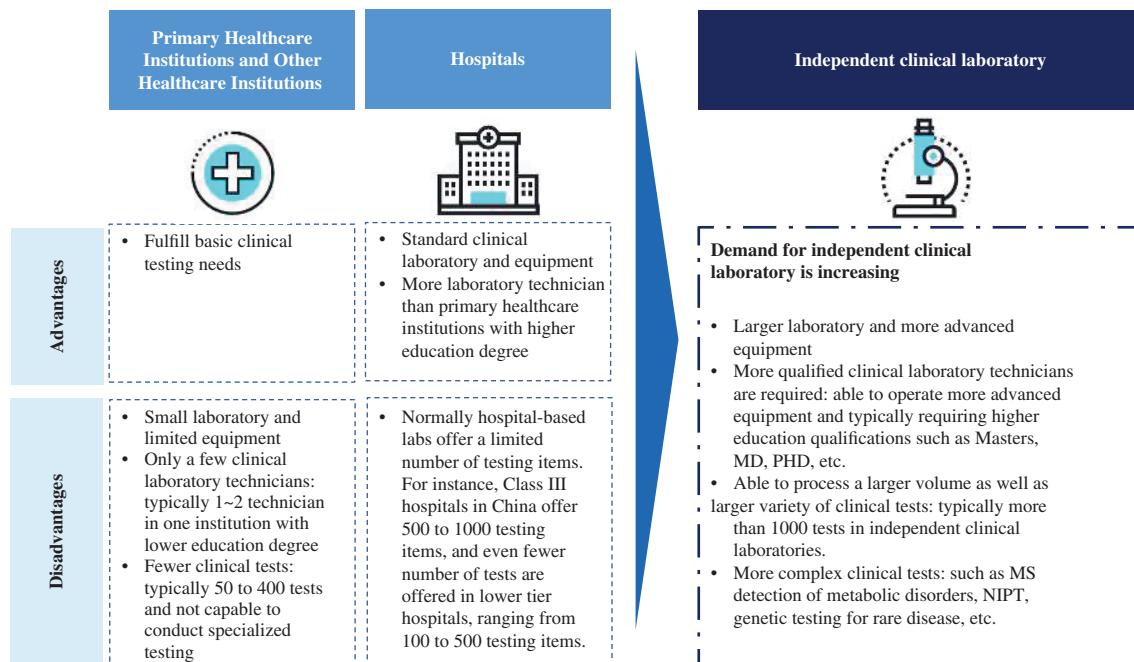 Primary Healthcare
Institutions and Other
Healthcare Institutions
Hospitals
Independent clinical laboratory
Advantages
• Fulfill basic clinical
testing needs
• Standard clinical
laboratory and equipment
• More laboratory technician
than primary healthcare
institutions with higher
education degree
Disadvantages
• Small laboratory and
limited equipment
• Only a few clinical
laboratory technicians:
typically 1~2 technician
in one institution with
lower education degree
• Fewer clinical tests:
typically 50 to 400 tests
and not capable to
conduct specialized
testing
• Normally hospital-based
labs offer a limited
number of testing items.
For instance, Class III
hospitals in China offer
500 to 1000 testing
items, and even fewer
number of tests are
offered in lower tier
hospitals, ranging from
100 to 500 testing items.
Demand for independent clinical
laboratory is increasing
• Larger laboratory and more advanced
equipment
• More qualified clinical laboratory technicians
are required: able to operate more advanced
equipment and typically requiring higher
education qualifications such as Masters,
MD, PHD, etc.
• Able to process a larger volume as well as
larger variety of clinical tests: typically more
than 1000 tests in independent clinical
laboratories.
• More complex clinical tests: such as MS
detection of metabolic disorders, NIPT,
genetic testing for rare disease, etc.